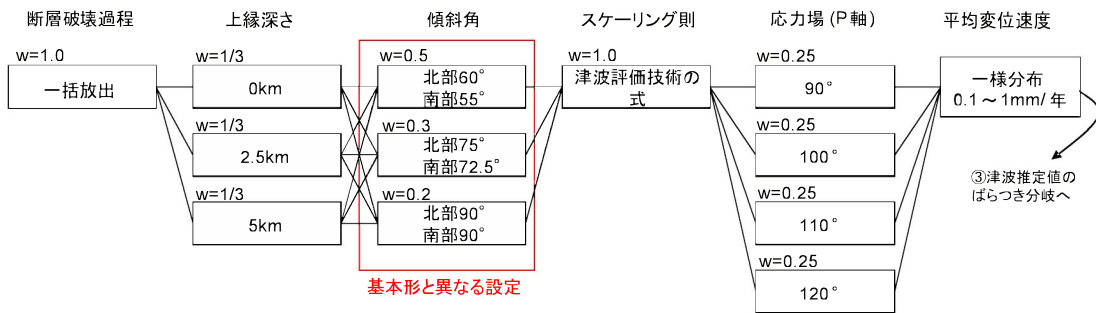 断層破壊過程
上縁深さ
傾斜角
スケーリング則
応力場(P軸)
平均変位速度
w=1.0
一括放出
w=1/3
0km
w=1/3
2.5km
w=1/3
5km
w=0.5
北部60°
南部55°
w=0.3
北部75°
南部72.5°
w=0.2
北部90°
南部90°
基本形と異なる設定
w=1.0
津波評価技術の
式
w=0.25
90°
w=0.25
100°
w=0.25
110°
w=0.25
120°
一様分布
0.1～1mm/年
③津波推定値の
ばらつき分岐へ